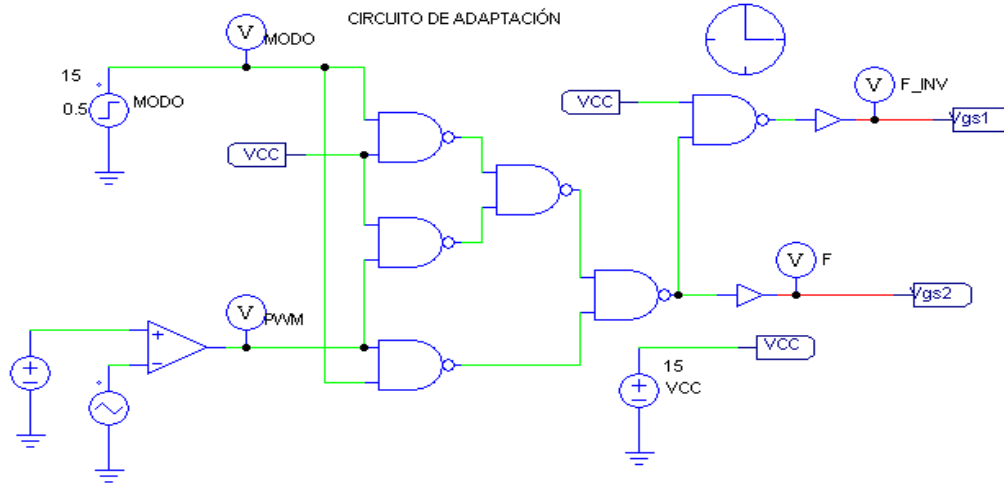 CIRCUITO DE ADAPTACIÓN
V
MODO
15
0.5
MODO
VCC
VCC
V
F_INV
Vgs1
V
F
Vgs2
V
PWM
VCC
15
VCC